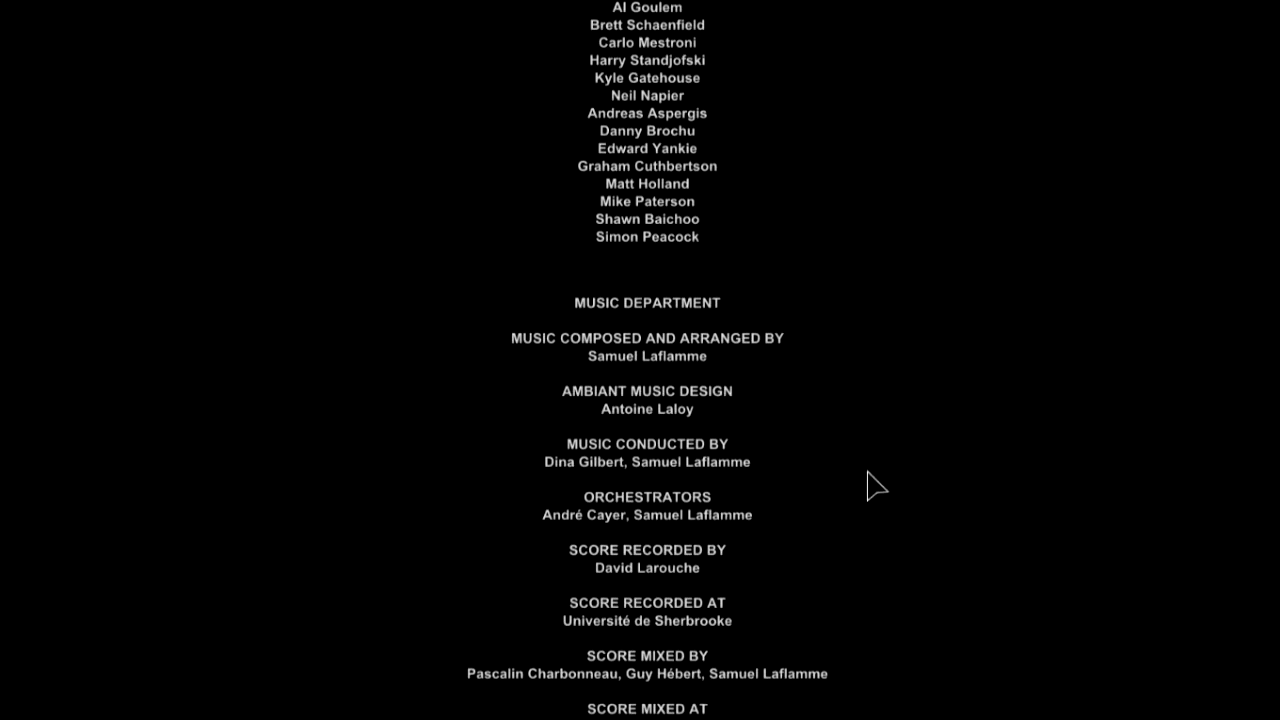 Al Goulem
Brett Schaenfield
Carlo Mestroni
Harry Standjofski
Kyle Gatehouse
Neil Napier
Andreas Aspergis
Danny Brochu
Edward Yankie
Graham Cuthbertson
Matt Holland
Mike Paterson
Shawn Baichoo
Simon Peacock
MUSIC DEPARTMENT
MUSIC COMPOSED AND ARRANGED BY
Samuel Laflamme
AMBIANT MUSIC DESIGN
Antoine Laloy
MUSIC CONDUCTED BY
Dina Gilbert, Samuel Laflamme
ORCHESTRATORS
André Cayer, Samuel Laflamme
SCORE RECORDED BY
David Larouche
SCORE RECORDED AT
Université de Sherbrooke
SCORE MIXED BY
Pascalin Charbonneau, Guy Hébert, Samuel Laflamme
SCORE MIXED AT